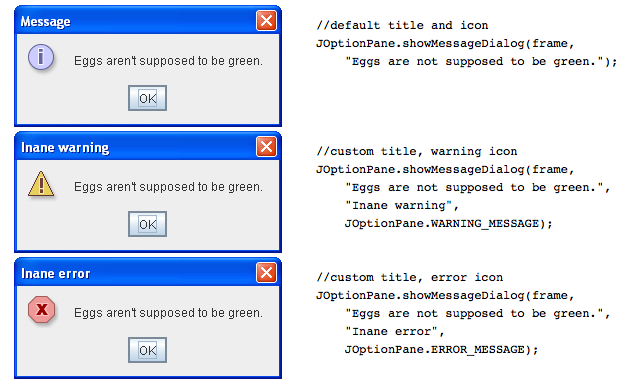 Message
Eggs aren't supposed to be green.
OK
//default title and icon
JOptionPane.showMessageDialog(frame,
"Eggs are not supposed to be green.");
Inane warning
Eggs aren't supposed to be green.
OK
//custom title, warning icon
JOptionPane.showMessageDialog(frame,
"Eggs are not supposed to be green.",
"Inane warning",
JOptionPane.WARNING_MESSAGE);
Inane error
Eggs aren't supposed to be green.
OK
//custom title, error icon
JOptionPane.showMessageDialog(frame,
"Eggs are not supposed to be green.",
"Inane error",
JOptionPane.ERROR_MESSAGE);